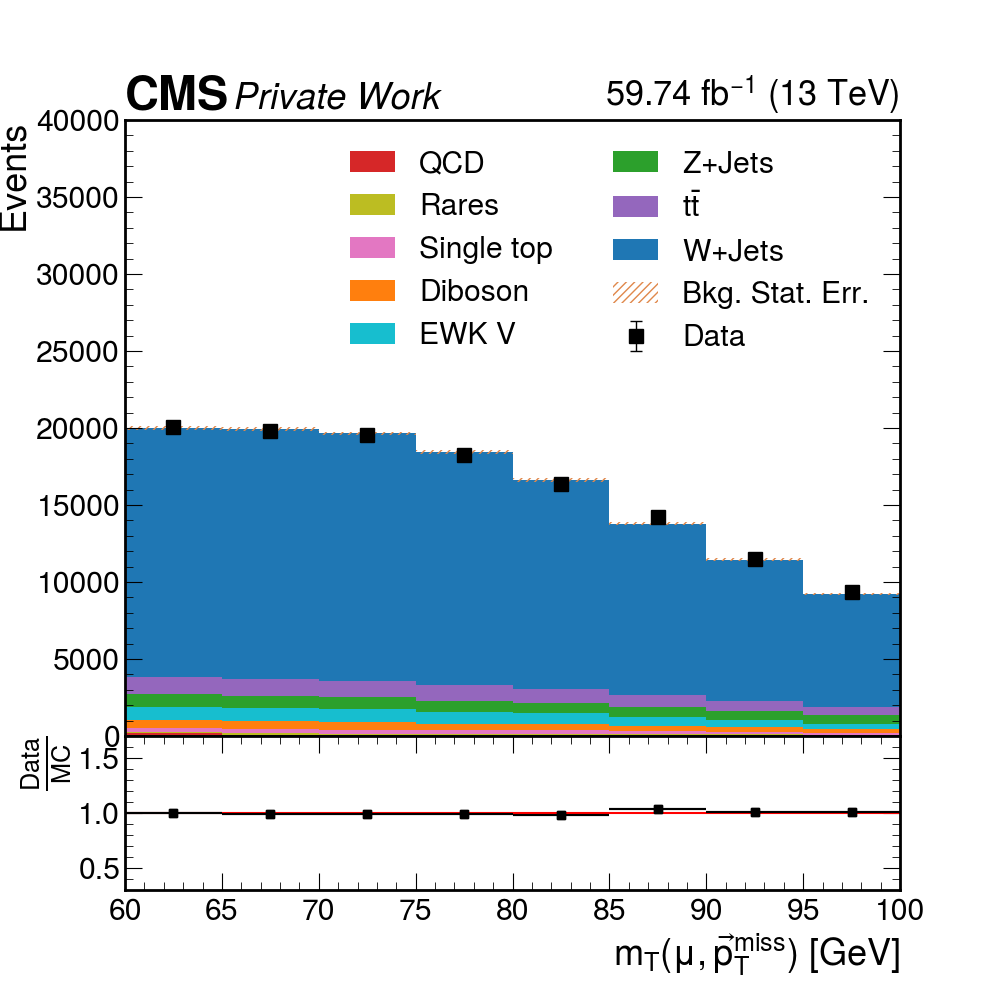 CMS Private Work 59.74 fb⁻¹ (13 TeV)
Events
40000
35000
30000
25000
20000
15000
10000
5000
0
QCD
Rares
Single top
Diboson
EWK V
Z+Jets
tt̄
W+Jets
Bkg. Stat. Err.
Data
Data
MC
1.5
1.0
0.5
60 65 70 75 80 85 90 95 100
m_T(μ, p⃗_T^miss) [GeV]